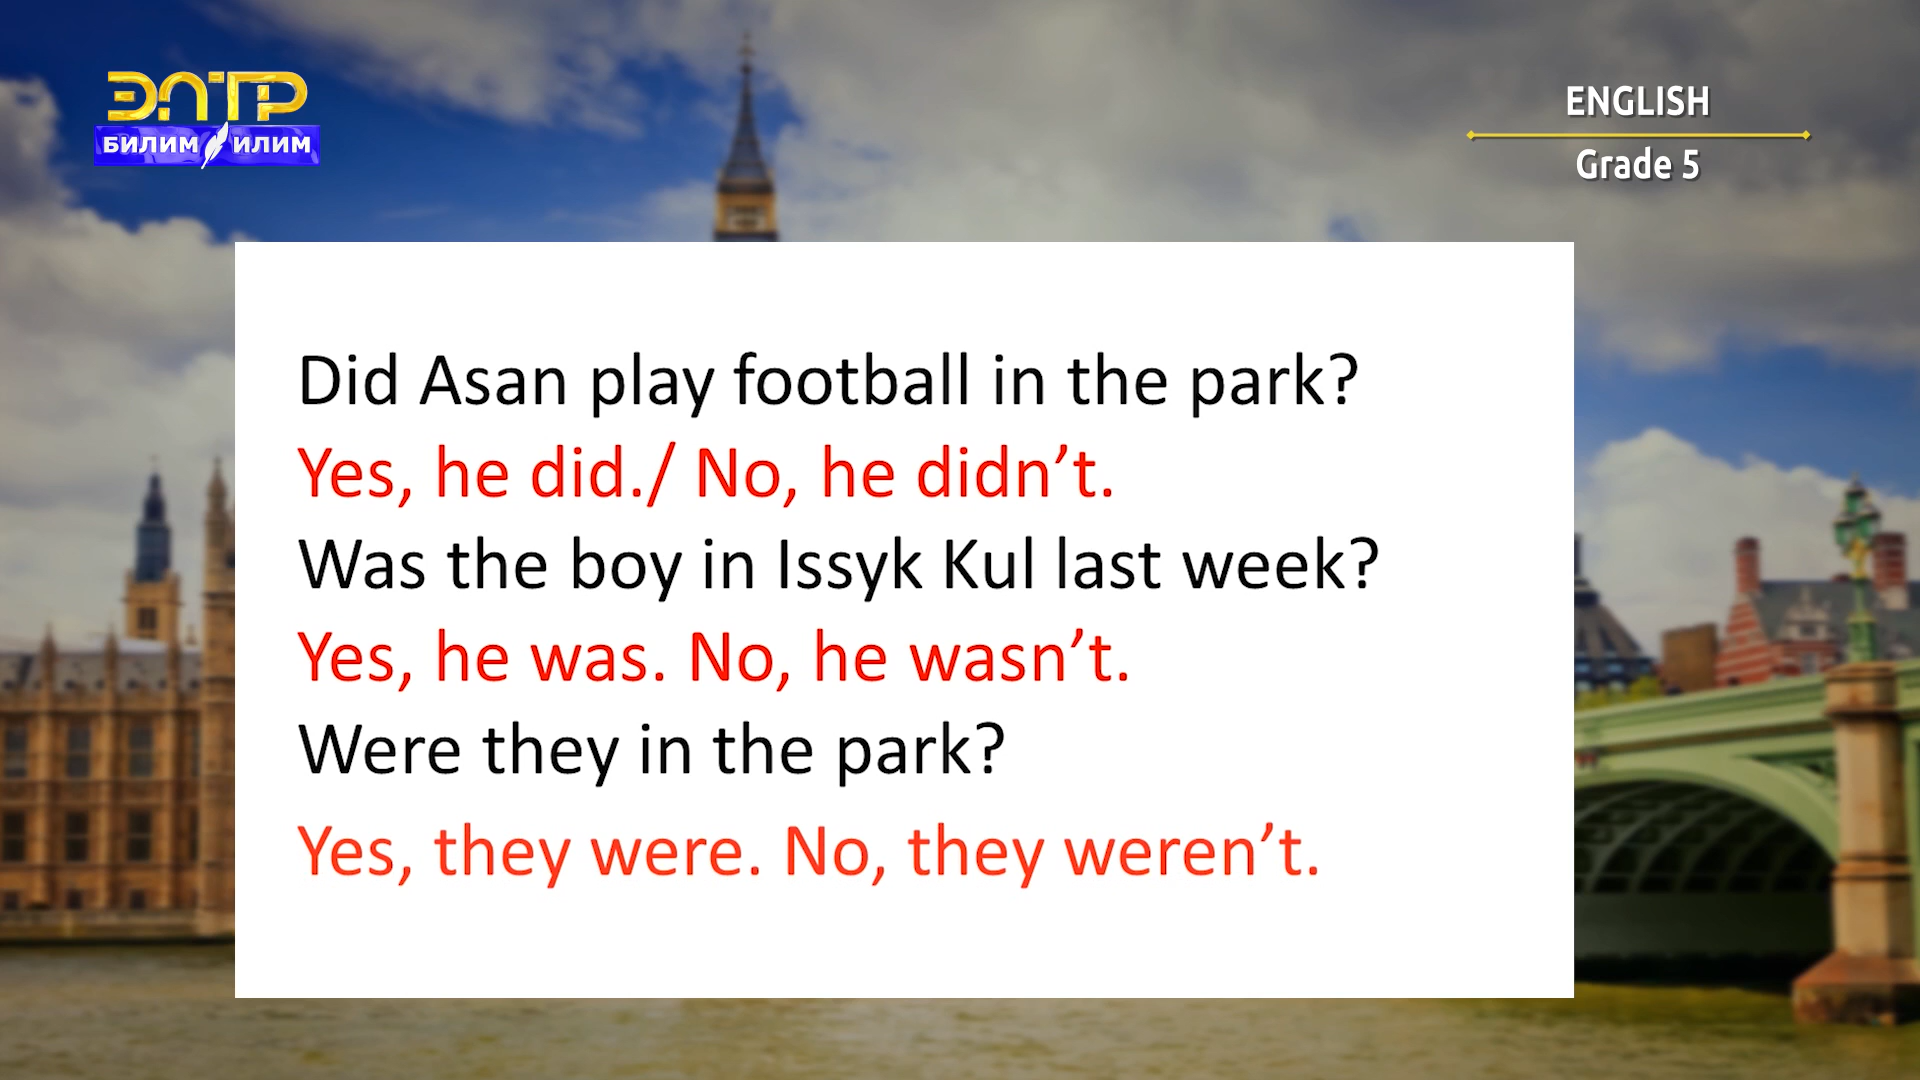 ЭЛТР
БИЛИМ ИЛИМ
ENGLISH
Grade 5
Did Asan play football in the park?
Yes, he did./ No, he didn’t.
Was the boy in Issyk Kul last week?
Yes, he was. No, he wasn’t.
Were they in the park?
Yes, they were. No, they weren’t.